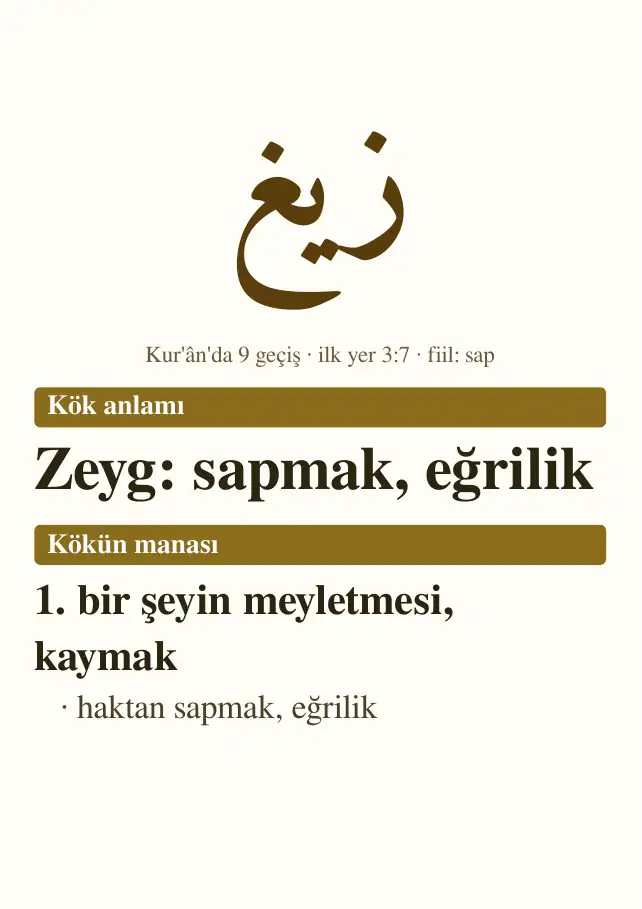 زيغ
Kur'ân'da 9 geçiş · ilk yer 3:7 · fiil: sap
Kök anlamı
Zeyg: sapmak, eğrilik
Kökün manası
1. bir şeyin meyletmesi,
kaymak
· haktan sapmak, eğrilik